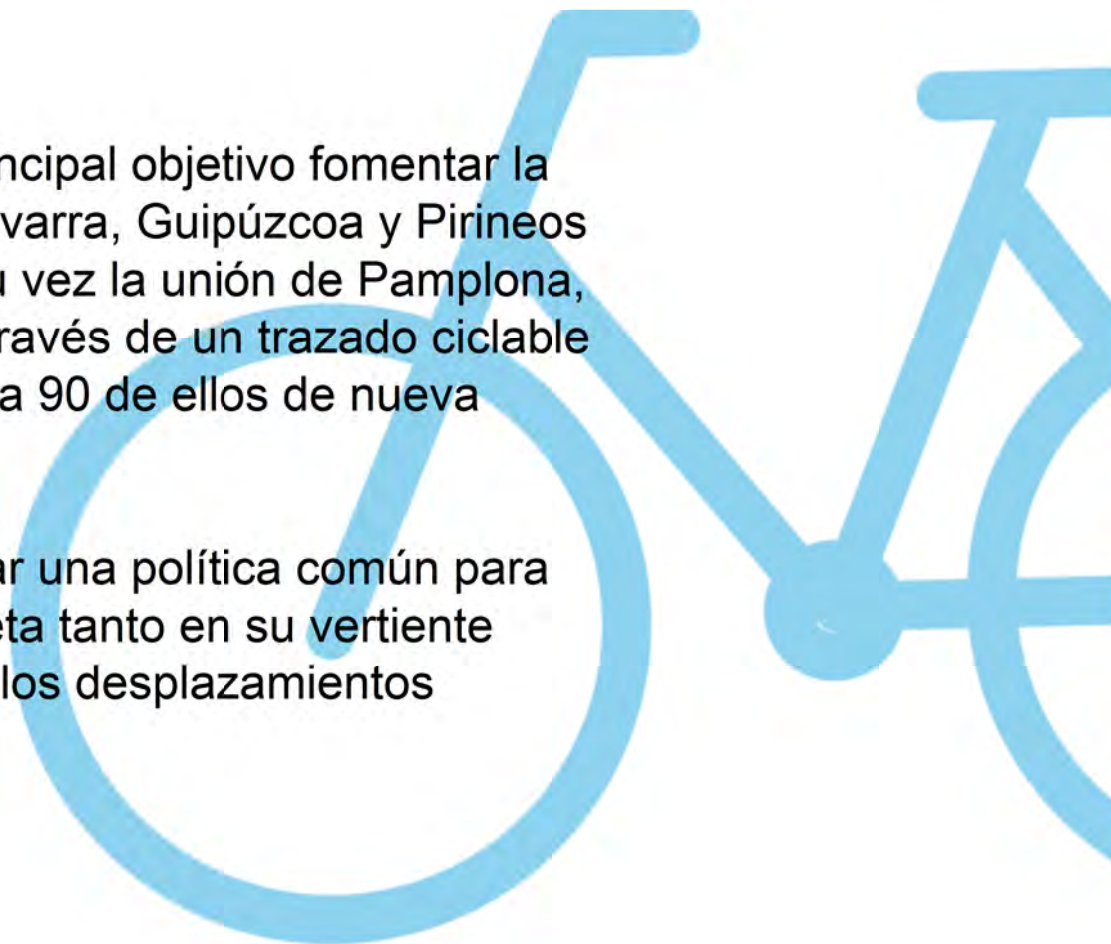 ncipal objetivo fomentar la
varra, Guipúzcoa y Pirineos
u vez la unión de Pamplona,
ravés de un trazado ciclable
a 90 de ellos de nueva
ar una política común para
eta tanto en su vertiente
los desplazamientos